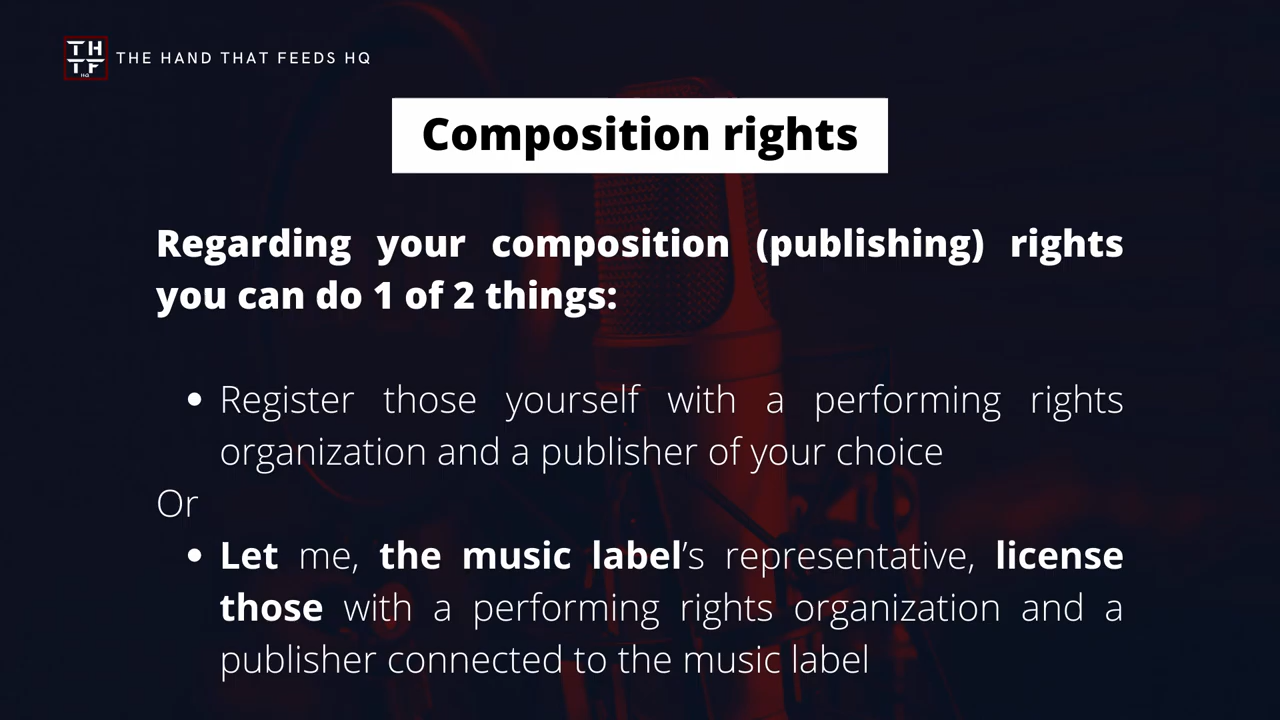 TH
TF
HQ
THE HAND THAT FEEDS HQ
Composition rights
Regarding your composition (publishing) rights
you can do 1 of 2 things:
• Register those yourself with a performing rights
organization and a publisher of your choice
Or
• Let me, the music label’s representative, license
those with a performing rights organization and a
publisher connected to the music label